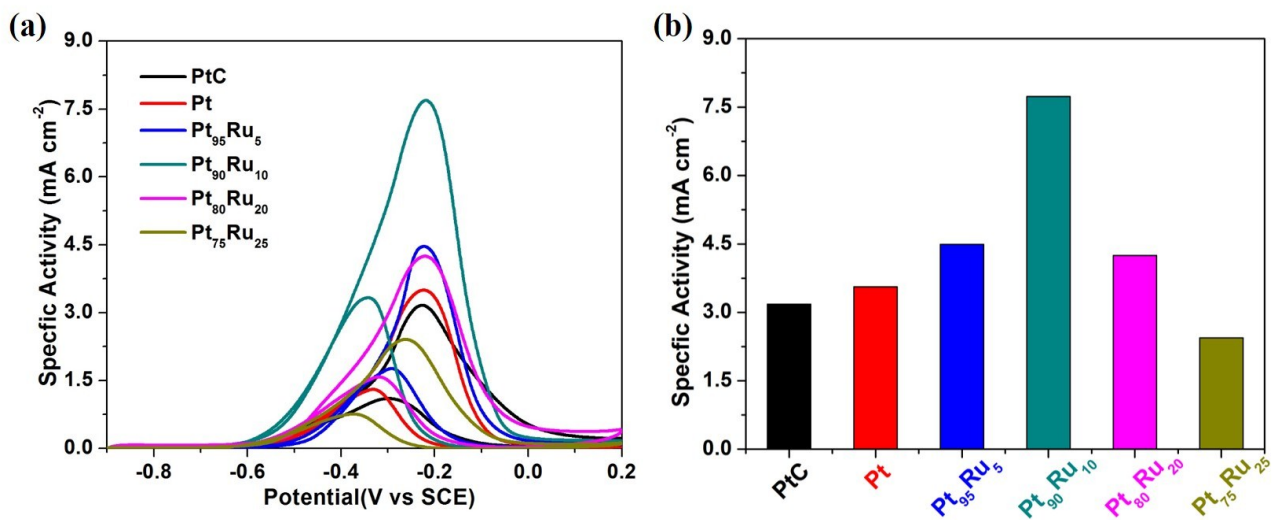 (a)
Specfic Activity (mA cm⁻²)
9.0
7.5
6.0
4.5
3.0
1.5
0.0
PtC
Pt
Pt₉₅Ru₅
Pt₉₀Ru₁₀
Pt₈₀Ru₂₀
Pt₇₅Ru₂₅
-0.8
-0.6
-0.4
-0.2
0.0
0.2
Potential(V vs SCE)
(b)
Specfic Activity (mA cm⁻²)
9.0
7.5
6.0
4.5
3.0
1.5
0.0
PtC
Pt
Pt₉₅Ru₅
Pt₉₀Ru₁₀
Pt₈₀Ru₂₀
Pt₇₅Ru₂₅